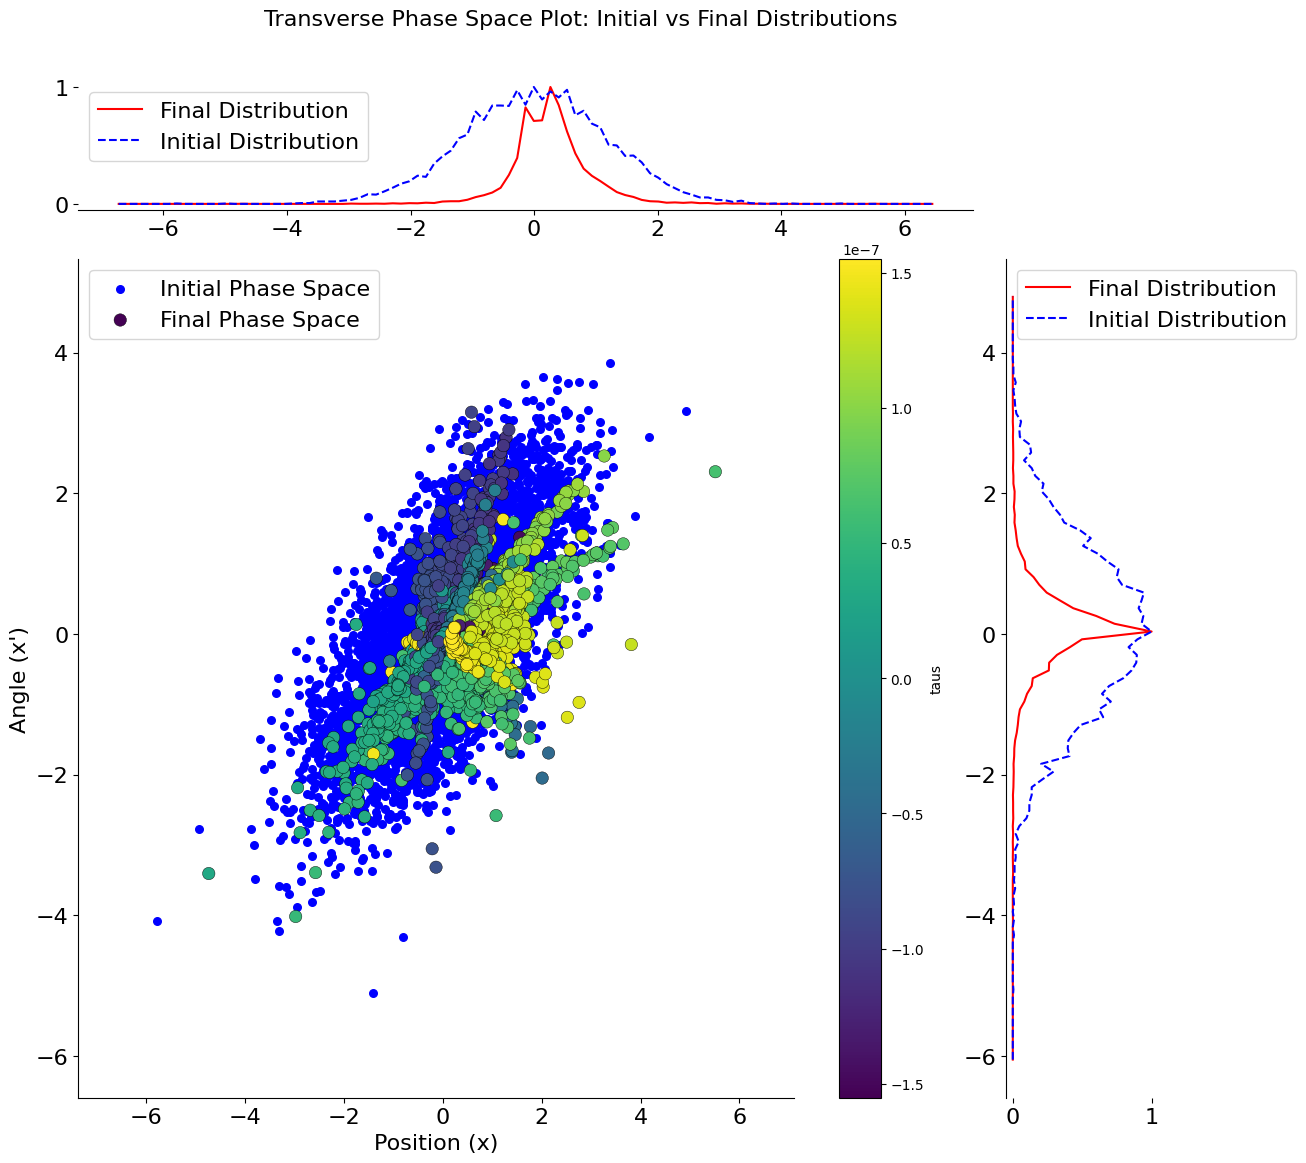 Transverse Phase Space Plot: Initial vs Final Distributions
1
0
Final Distribution
Initial Distribution
−6 −4 −2 0 2 4 6
Initial Phase Space
Final Phase Space
4
2
0
−2
−4
−6
Angle (x')
−6 −4 −2 0 2 4 6
Position (x)
1e−7
1.5
1.0
0.5
0.0
−0.5
−1.0
−1.5
taus
Final Distribution
Initial Distribution
4
2
0
−2
−4
−6
0 1